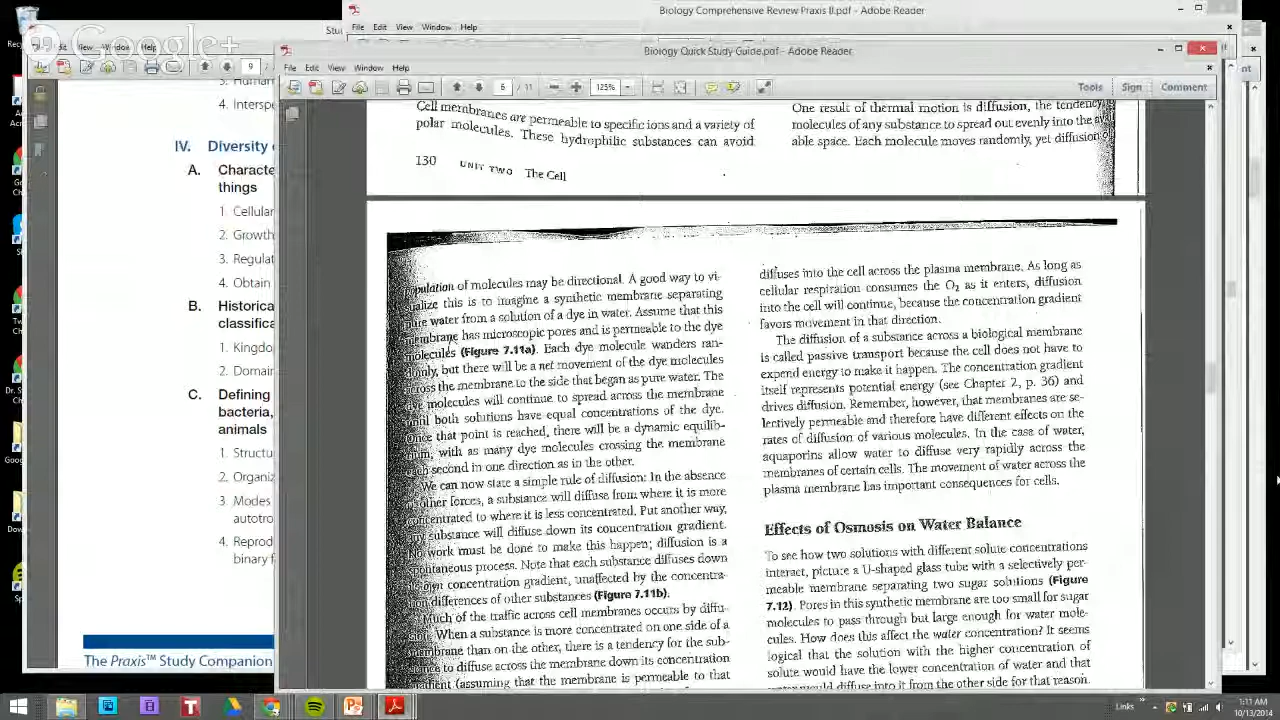 Biology Comprehensive Review Praxis II.pdf - Adobe Reader
File Edit View Window Help
Google+
Window Help
9
Biology Quick Study Guide.pdf - Adobe Reader
File Edit View Window Help
6 / 11 125% Tools Sign Comment
4. Intersp
IV. Diversity
A. Characte
things
1. Cellular
2. Growth
3. Regulat
4. Obtain
B. Historica
classifica
1. Kingdo
2. Domain
C. Defining
bacteria,
animals
1. Structu
2. Organiz
3 Modes
autotro
4. Reprod
binary f
The Praxis™ Study Companion
Cell membranes are permeable to specific ions and a variety of
polar molecules. These hydrophilic substances can avoid
130 UNIT TWO The Cell
One result of thermal motion is diffusion, the tendency
molecules of any substance to spread out evenly into the
able space. Each molecule moves randomly, yet diffusion
of molecules may be directional. A good way to vi-
this is to imagine a synthetic membrane separating
water from a solution of a dye in water. Assume that this
membrane has microscopic pores and is permeable to the dye
molecules (Figure 7.11a). Each dye molecule wanders ran-
domly, but there will be a net movement of the dye molecules
across the membrane to the side that began as pure water. The
molecules will continue to spread across the membrane
both solutions have equal concentrations of the dye.
Once that point is reached, there will be a dynamic equilib-
with as many dye molecules crossing the membrane
second in one direction as in the other.
We can now state a simple rule of diffusion: In the absence
other forces, a substance will diffuse from where it is more
concentrated to where it is less concentrated. Put another way,
any substance will diffuse down its concentration gradient.
No work must be done to make this happen; diffusion is a
spontaneous process. Note that each substance diffuses down
own concentration gradient, unaffected by the concentra-
differences of other substances (Figure 7.11b).
Much of the traffic across cell membranes occurs by diffu-
When a substance is more concentrated on one side of a
membrane than on the other, there is a tendency for the sub-
to diffuse across the membrane down its concentration
gradient (assuming that the membrane is permeable to that
diffuses into the cell across the plasma membrane. As long as
cellular respiration consumes the O₂ as it enters, diffusion
into the cell will continue, because the concentration gradient
favors movement in that direction.
The diffusion of a substance across a biological membrane
is called passive transport because the cell does not have to
expend energy to make it happen. The concentration gradient
itself represents potential energy (see Chapter 2, p. 36) and
drives diffusion. Remember, however, that membranes are se-
lectively permeable and therefore have different effects on the
rates of diffusion of various molecules. In the case of water,
aquaporins allow water to diffuse very rapidly across the
membranes of certain cells. The movement of water across the
plasma membrane has important consequences for cells.
Effects of Osmosis on Water Balance
To see how two solutions with different solute concentrations
interact, picture a U-shaped glass tube with a selectively per-
meable membrane separating two sugar solutions (Figure
7.12). Pores in this synthetic membrane are too small for sugar
molecules to pass through but large enough for water mole-
cules. How does this affect the water concentration? It seems
logical that the solution with the higher concentration of
solute would have the lower concentration of water and that
water would diffuse into it from the other side for that reason.
Links
1:11 AM
10/13/2014